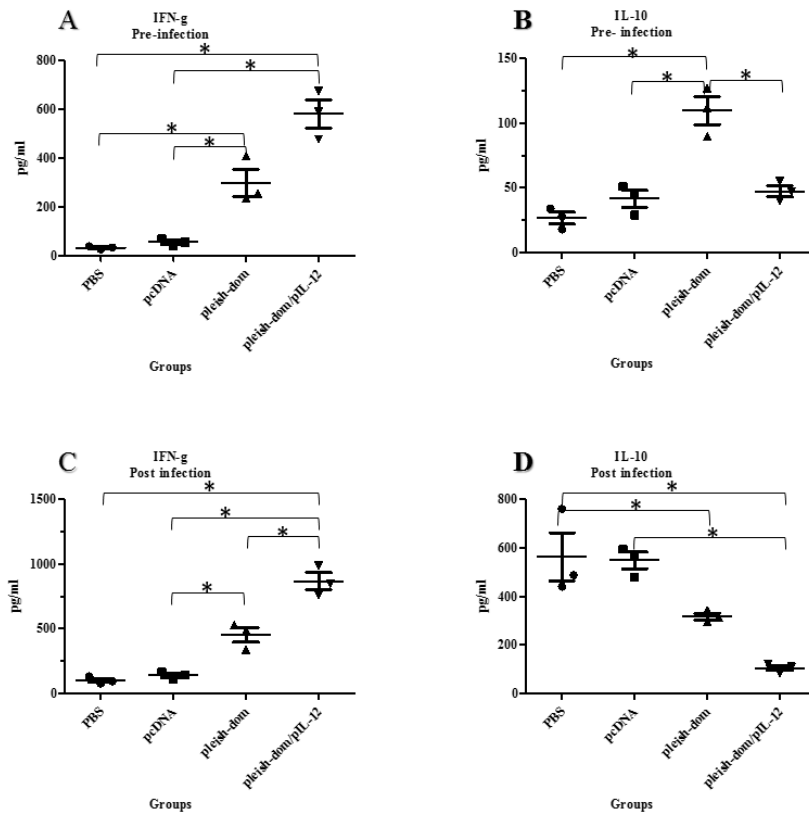 A
IFN-g
Pre-infection
*
*
*
*
800
600
400
200
0
pg/ml
PBS
pcDNA
pleish-dom
pleish-dom/pIL-12
Groups
B
IL-10
Pre- infection
*
*
*
150
100
50
0
pg/ml
PBS
pcDNA
pleish-dom
pleish-dom/pIL-12
Groups
C
IFN-g
Post infection
*
*
*
*
1500
1000
500
0
pg/ml
PBS
pcDNA
pleish-dom
pleish-dom/pIL-12
Groups
D
IL-10
Post infection
*
*
*
800
600
400
200
0
pg/ml
PBS
pcDNA
pleish-dom
pleish-dom/pIL-12
Groups